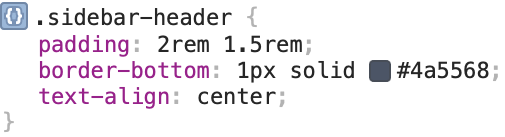 {} .sidebar-header {
padding: 2rem 1.5rem;
border-bottom: 1px solid #4a5568;
text-align: center;
}